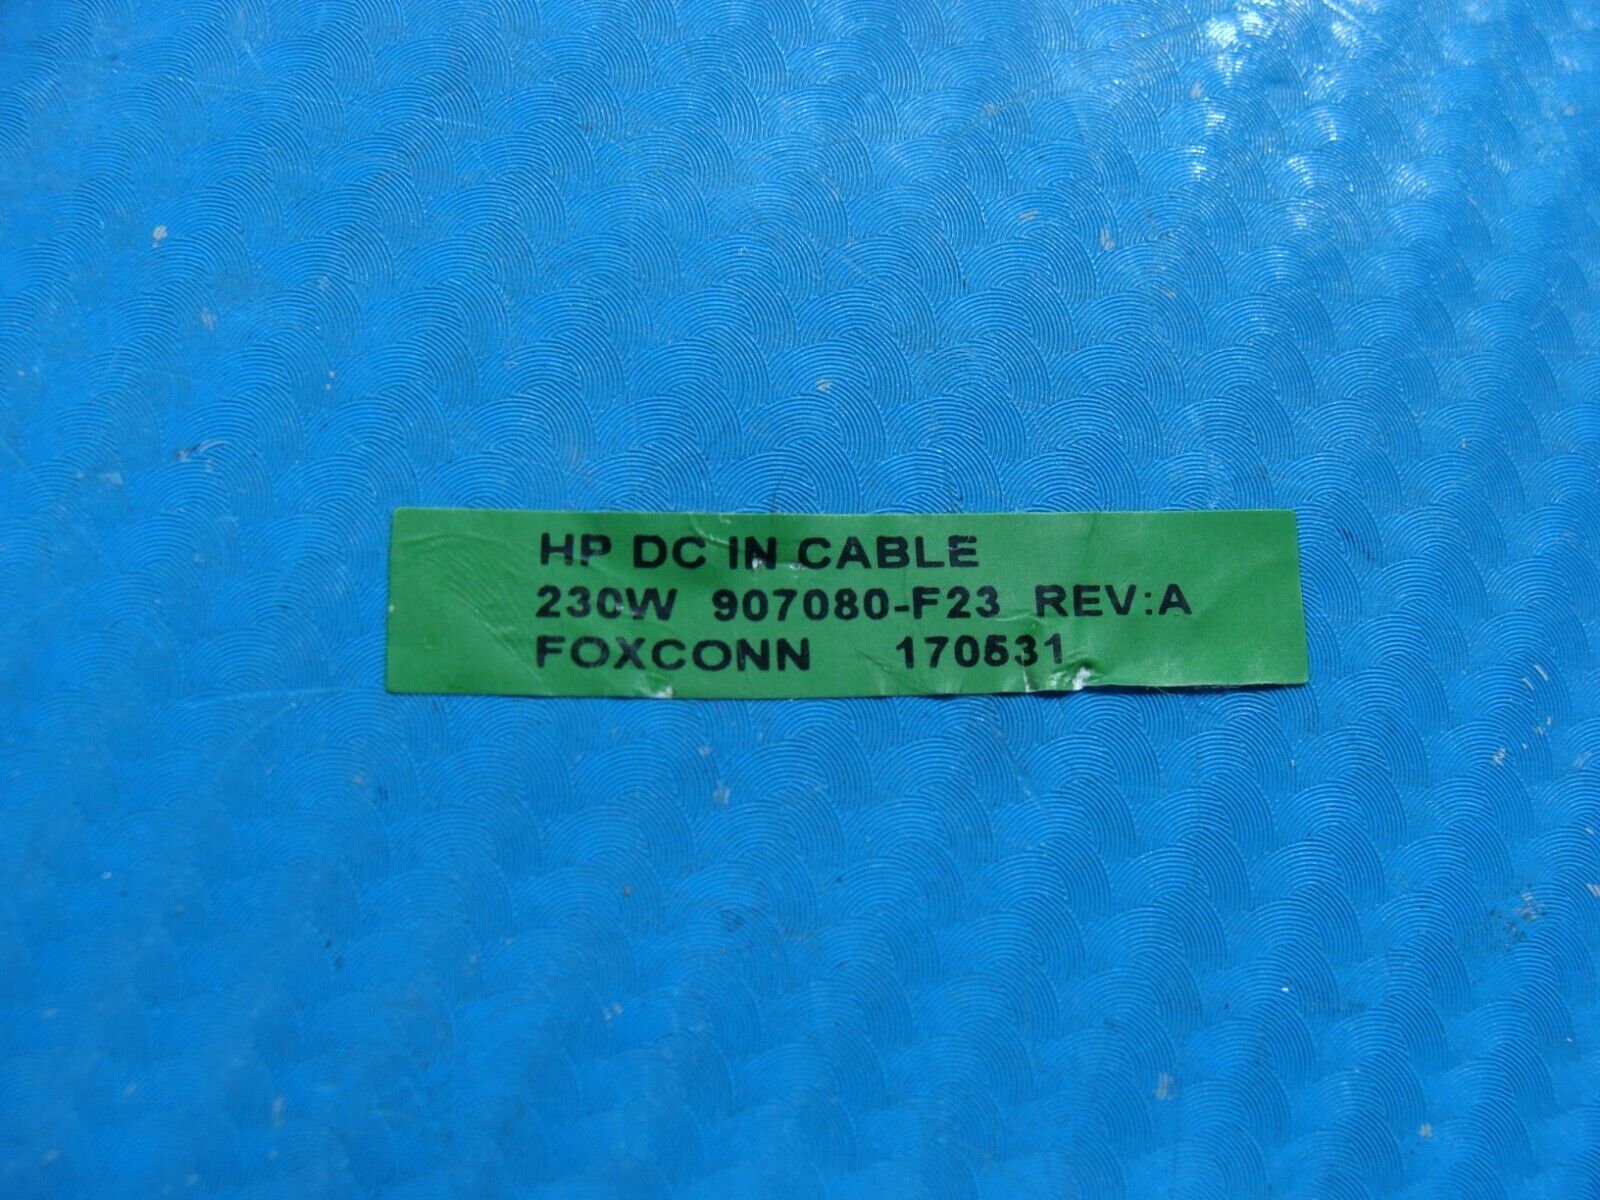 HP DC IN CABLE
230W 907080-F23 REV:A
FOXCONN 170531